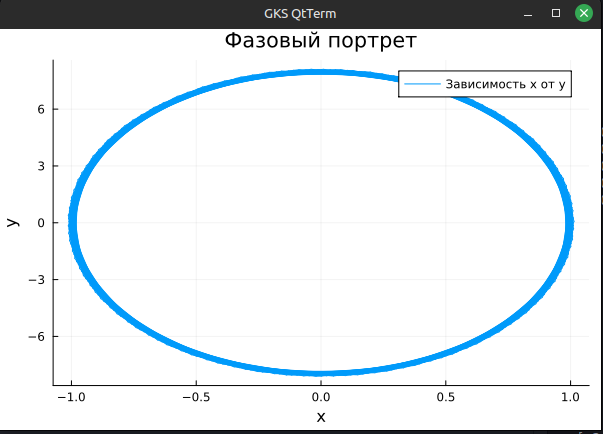 GKS QtTerm
Фазовый портрет
Зависимость x от y
6
3
0
−3
−6
y
−1.0 −0.5 0.0 0.5 1.0
x